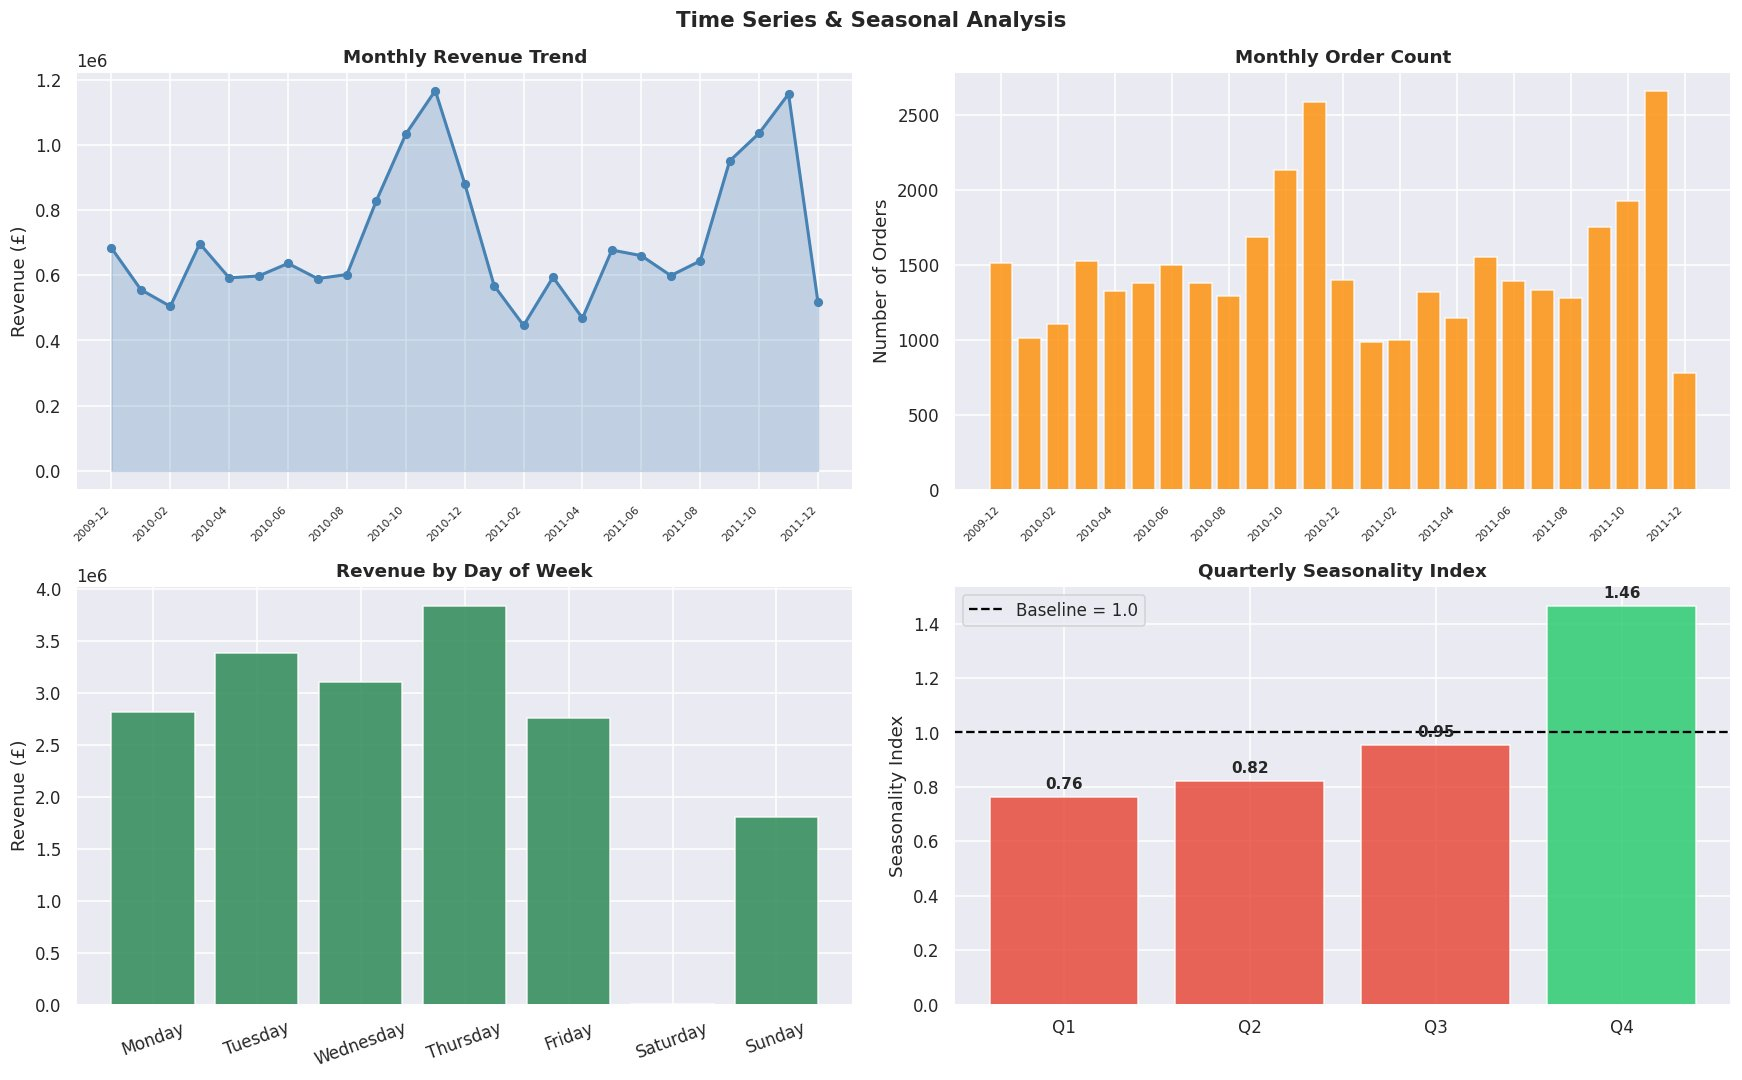 Time Series & Seasonal Analysis
Monthly Revenue Trend
1e6
Revenue (£)
1.2
1.0
0.8
0.6
0.4
0.2
0.0
2009-12
2010-02
2010-04
2010-06
2010-08
2010-10
2010-12
2011-02
2011-04
2011-06
2011-08
2011-10
2011-12
Monthly Order Count
Number of Orders
2500
2000
1500
1000
500
0
2009-12
2010-02
2010-04
2010-06
2010-08
2010-10
2010-12
2011-02
2011-04
2011-06
2011-08
2011-10
2011-12
Revenue by Day of Week
1e6
Revenue (£)
4.0
3.5
3.0
2.5
2.0
1.5
1.0
0.5
0.0
Monday
Tuesday
Wednesday
Thursday
Friday
Saturday
Sunday
Quarterly Seasonality Index
Baseline = 1.0
Seasonality Index
1.4
1.2
1.0
0.8
0.6
0.4
0.2
0.0
0.76
0.82
0.95
1.46
Q1
Q2
Q3
Q4